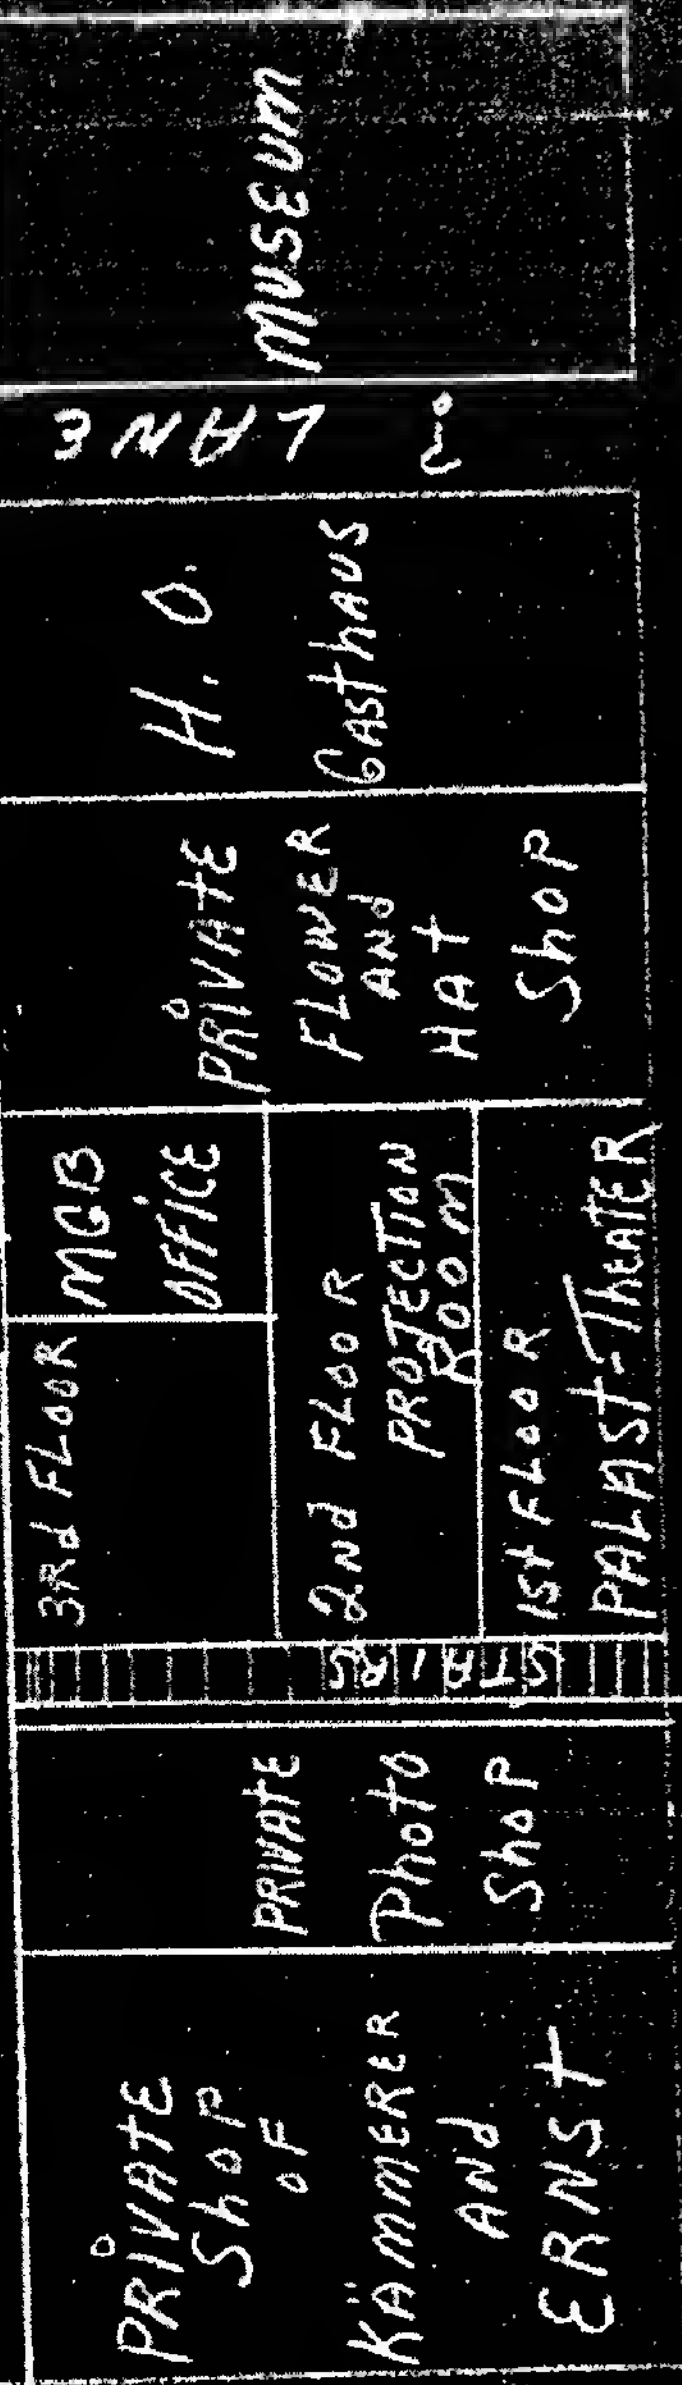 PRIVATE
ShOP
OF
KÄMMERER
ANd
ERNSt
PRIVAtE
Photo
ShoP
STAIRS
3Rd FLOOR
MGB
OFFICE
2Nd FLOOR
PROJECTION
ROOM
1St FLOOR
PALAST-THEATER
PRIVAtE
FLOWER
ANd
HAt
ShoP
H.O.
GASthAUS
? LANE
MUSEUM